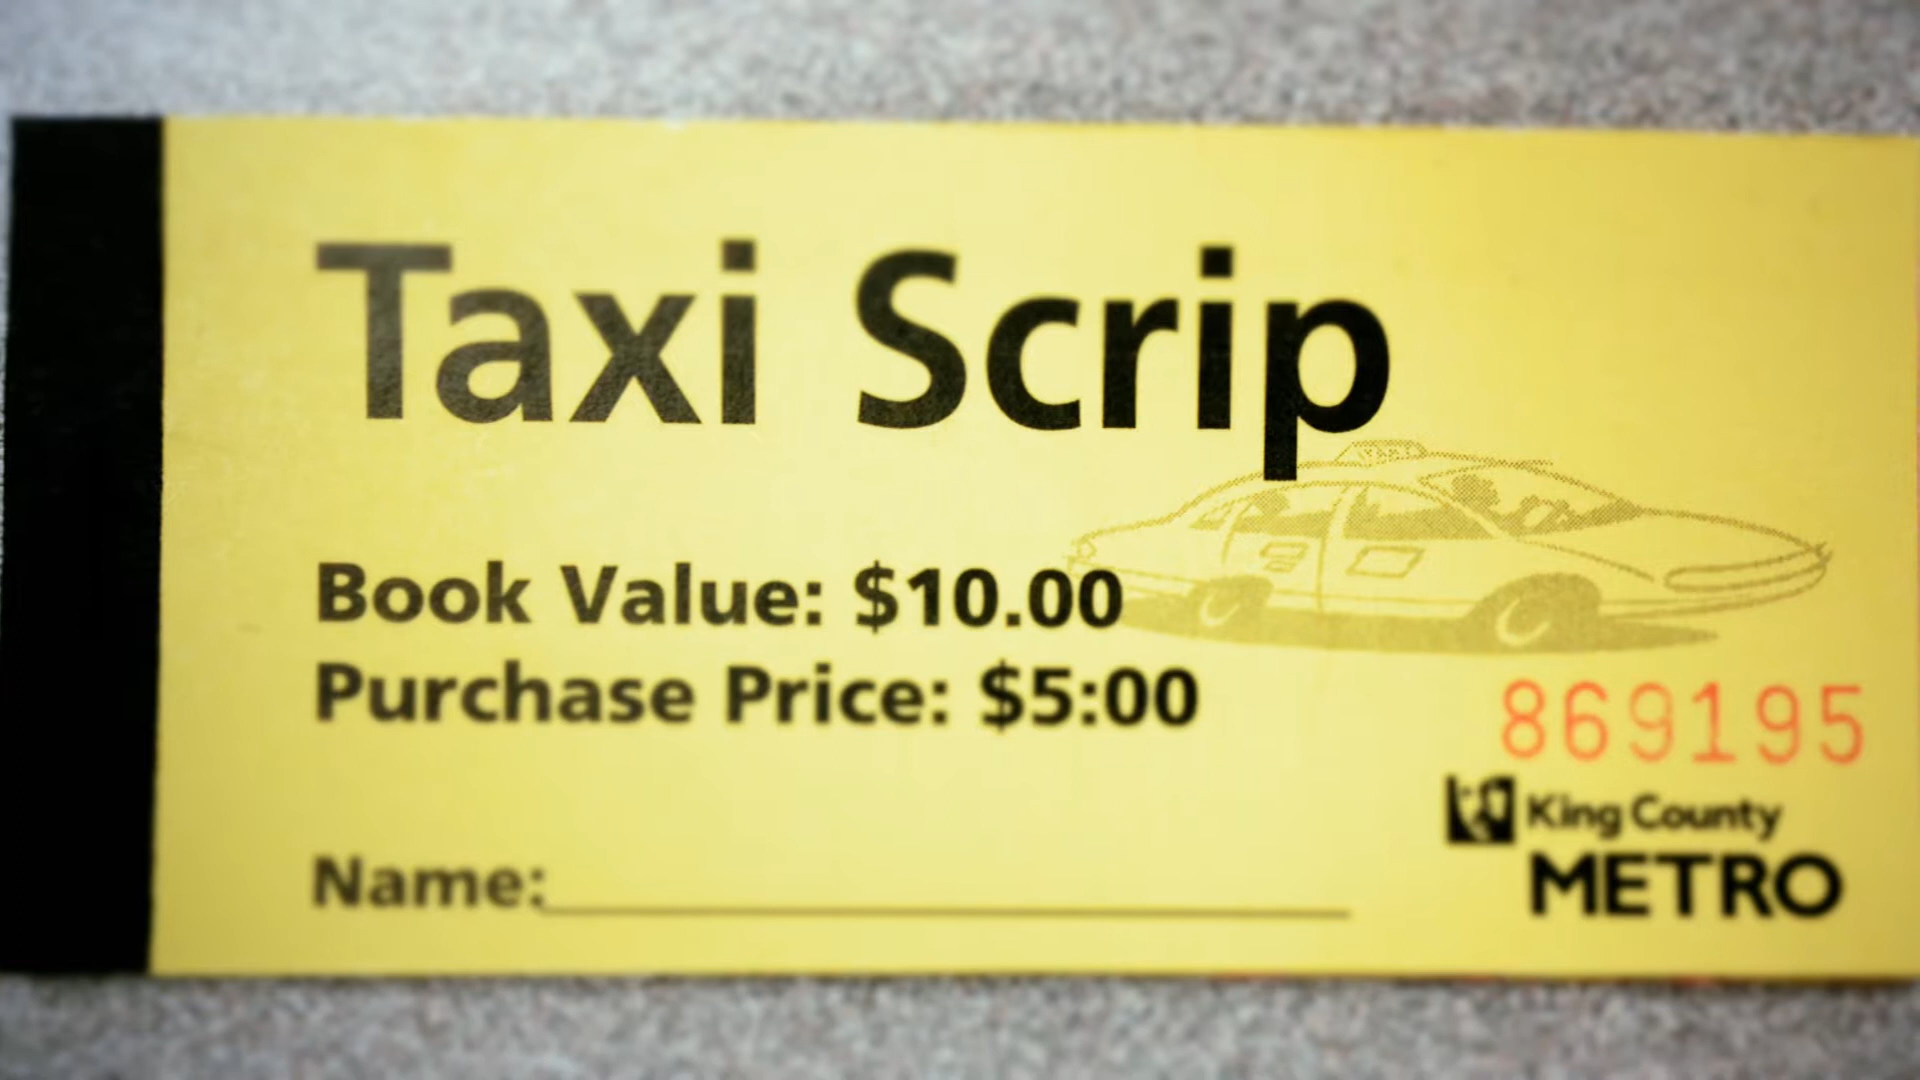 Taxi Scrip
Book Value: $10.00
Purchase Price: $5:00
869195
King County
METRO
Name: